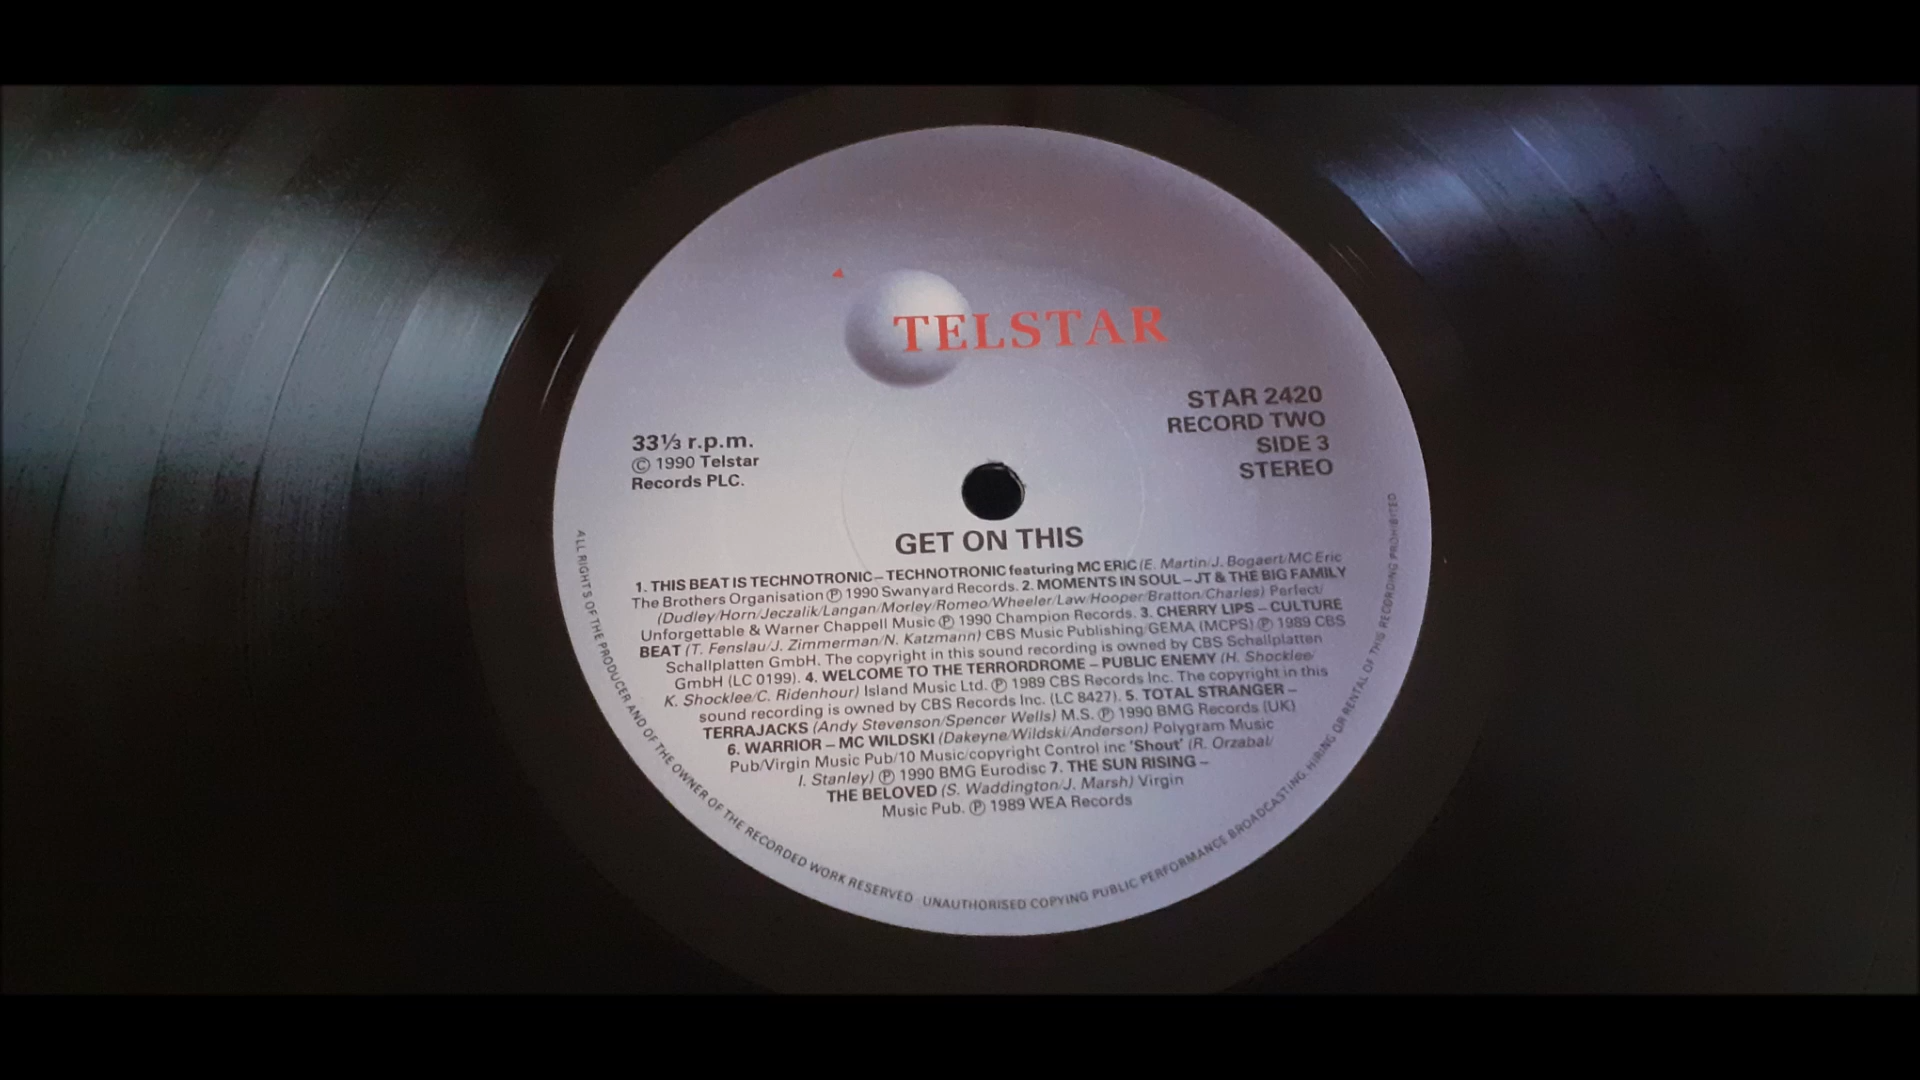 TELSTAR
STAR 2420
RECORD TWO
SIDE 3
STEREO
33⅓ r.p.m.
© 1990 Telstar
Records PLC.
GET ON THIS
1. THIS BEAT IS TECHNOTRONIC – TECHNOTRONIC featuring MC ERIC (E. Martin/J. Bogaert/MC Eric
The Brothers Organisation ℗ 1990 Swanyard Records. 2. MOMENTS IN SOUL – JT & THE BIG FAMILY
(Dudley/Horn/Jeczalik/Langan/Morley/Romeo/Wheeler/Law/Hooper/Bratton/Charles) Perfect/
Unforgettable & Warner Chappell Music ℗ 1990 Champion Records. 3. CHERRY LIPS – CULTURE
BEAT (T. Fenslau/J. Zimmerman/N. Katzmann) CBS Music Publishing/GEMA (MCPS) ℗ 1989 CBS
Schallplatten GmbH. The copyright in this sound recording is owned by CBS Schallplatten
GmbH (LC 0199). 4. WELCOME TO THE TERRORDROME – PUBLIC ENEMY (H. Shocklee/
K. Shocklee/C. Ridenhour) Island Music Ltd. ℗ 1989 CBS Records Inc. The copyright in this
sound recording is owned by CBS Records Inc. (LC 8427). 5. TOTAL STRANGER –
TERRAJACKS (Andy Stevenson/Spencer Wells) M.S. ℗ 1990 BMG Records (UK)
6. WARRIOR – MC WILDSKI (Dakeyne/Wildski/Anderson) Polygram Music
Pub/Virgin Music Pub/10 Music/copyright Control inc 'Shout' (R. Orzabal/
I. Stanley) ℗ 1990 BMG Eurodisc 7. THE SUN RISING –
THE BELOVED (S. Waddington/J. Marsh) Virgin
Music Pub. ℗ 1989 WEA Records
ALL RIGHTS OF THE PRODUCER AND OF THE OWNER OF THE RECORDED WORK RESERVED · UNAUTHORISED COPYING PUBLIC PERFORMANCE BROADCASTING HIRING OR RENTAL OF THIS RECORDING PROHIBITED